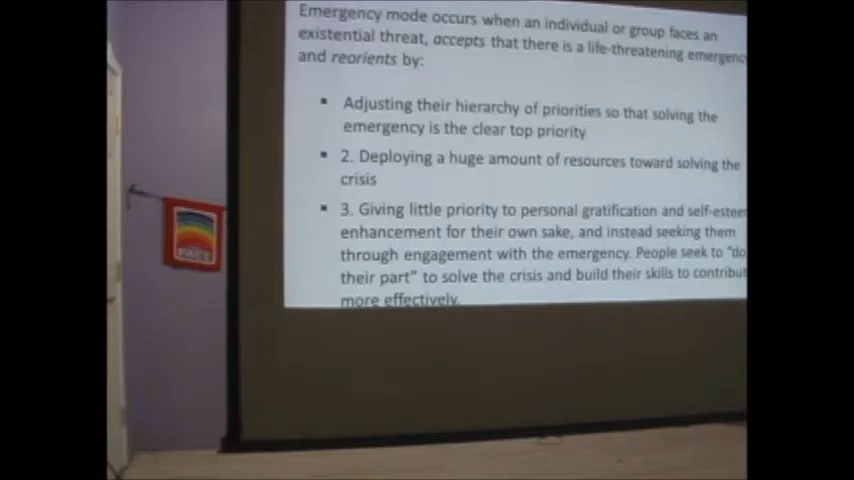 Emergency mode occurs when an individual or group faces an
existential threat, accepts that there is a life-threatening emergenc
and reorients by:
▪ Adjusting their hierarchy of priorities so that solving the
emergency is the clear top priority
▪ 2. Deploying a huge amount of resources toward solving the
crisis
▪ 3. Giving little priority to personal gratification and self-estee
enhancement for their own sake, and instead seeking them
through engagement with the emergency. People seek to "do
their part" to solve the crisis and build their skills to contribut
more effectively.